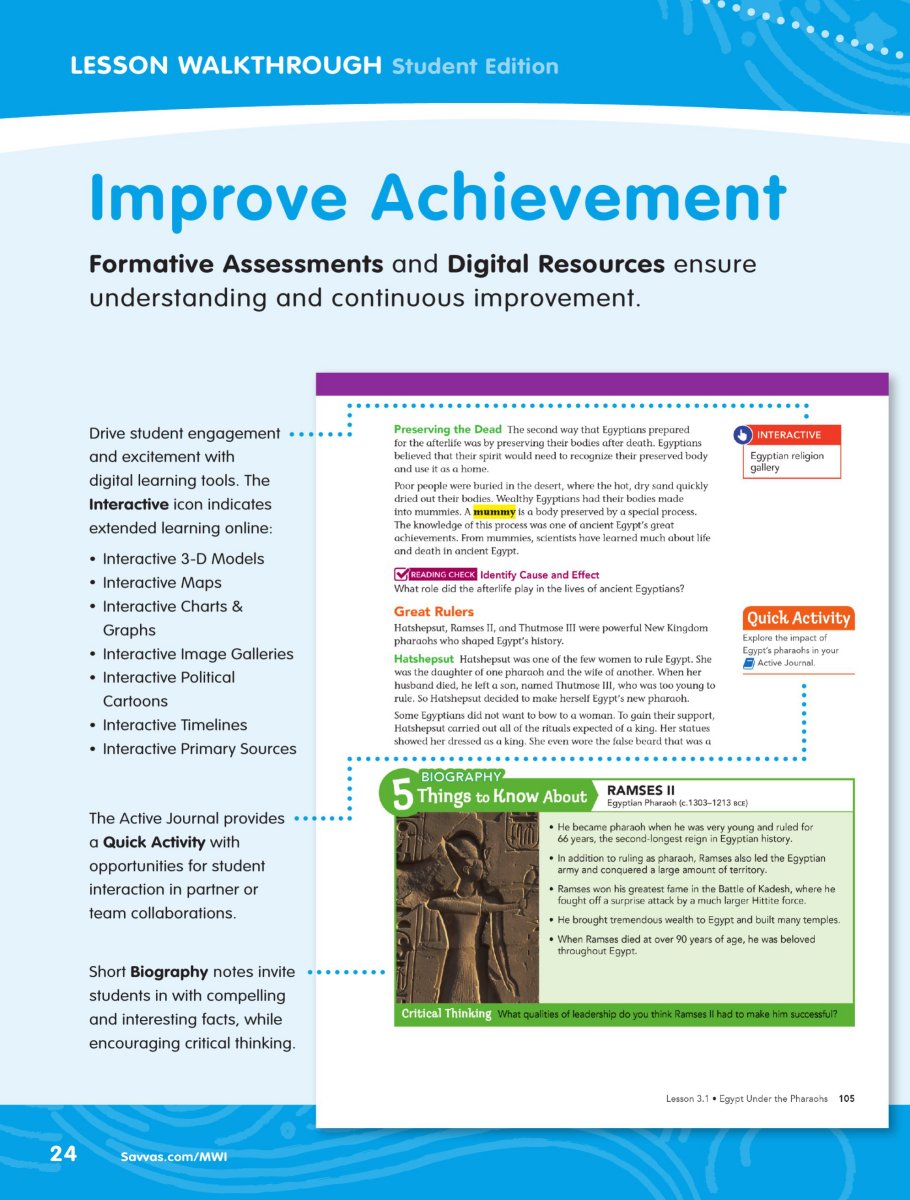 LESSON WALKTHROUGH Student Edition
Improve Achievement
Formative Assessments and Digital Resources ensure
understanding and continuous improvement.
Drive student engagement
and excitement with
digital learning tools. The
Interactive icon indicates
extended learning online:
• Interactive 3-D Models
• Interactive Maps
• Interactive Charts &
Graphs
• Interactive Image Galleries
• Interactive Political
Cartoons
• Interactive Timelines
• Interactive Primary Sources
The Active Journal provides
a Quick Activity with
opportunities for student
interaction in partner or
team collaborations.
Short Biography notes invite
students in with compelling
and interesting facts, while
encouraging critical thinking.
Preserving the Dead The second way that Egyptians prepared
for the afterlife was by preserving their bodies after death. Egyptians
believed that their spirit would need to recognize their preserved body
and use it as a home.
Poor people were buried in the desert, where the hot, dry sand quickly
dried out their bodies. Wealthy Egyptians had their bodies made
into mummies. A mummy is a body preserved by a special process.
The knowledge of this process was one of ancient Egypt's great
achievements. From mummies, scientists have learned much about life
and death in ancient Egypt.
READING CHECK Identify Cause and Effect
What role did the afterlife play in the lives of ancient Egyptians?
Great Rulers
Hatshepsut, Ramses II, and Thutmose III were powerful New Kingdom
pharaohs who shaped Egypt's history.
Hatshepsut Hatshepsut was one of the few women to rule Egypt. She
was the daughter of one pharaoh and the wife of another. When her
husband died, he left a son, named Thutmose III, who was too young to
rule. So Hatshepsut decided to make herself Egypt's new pharaoh.
Some Egyptians did not want to bow to a woman. To gain their support,
Hatshepsut carried out all of the rituals expected of a king. Her statues
showed her dressed as a king. She even wore the false beard that was a
INTERACTIVE
Egyptian religion
gallery
Quick Activity
Explore the impact of
Egypt's pharaohs in your
Active Journal.
BIOGRAPHY
5 Things to Know About
RAMSES II
Egyptian Pharaoh (c.1303–1213 BCE)
• He became pharaoh when he was very young and ruled for
66 years, the second-longest reign in Egyptian history.
• In addition to ruling as pharaoh, Ramses also led the Egyptian
army and conquered a large amount of territory.
• Ramses won his greatest fame in the Battle of Kadesh, where he
fought off a surprise attack by a much larger Hittite force.
• He brought tremendous wealth to Egypt and built many temples.
• When Ramses died at over 90 years of age, he was beloved
throughout Egypt.
Critical Thinking What qualities of leadership do you think Ramses II had to make him successful?
Lesson 3.1 • Egypt Under the Pharaohs 105
24 Savvas.com/MWI